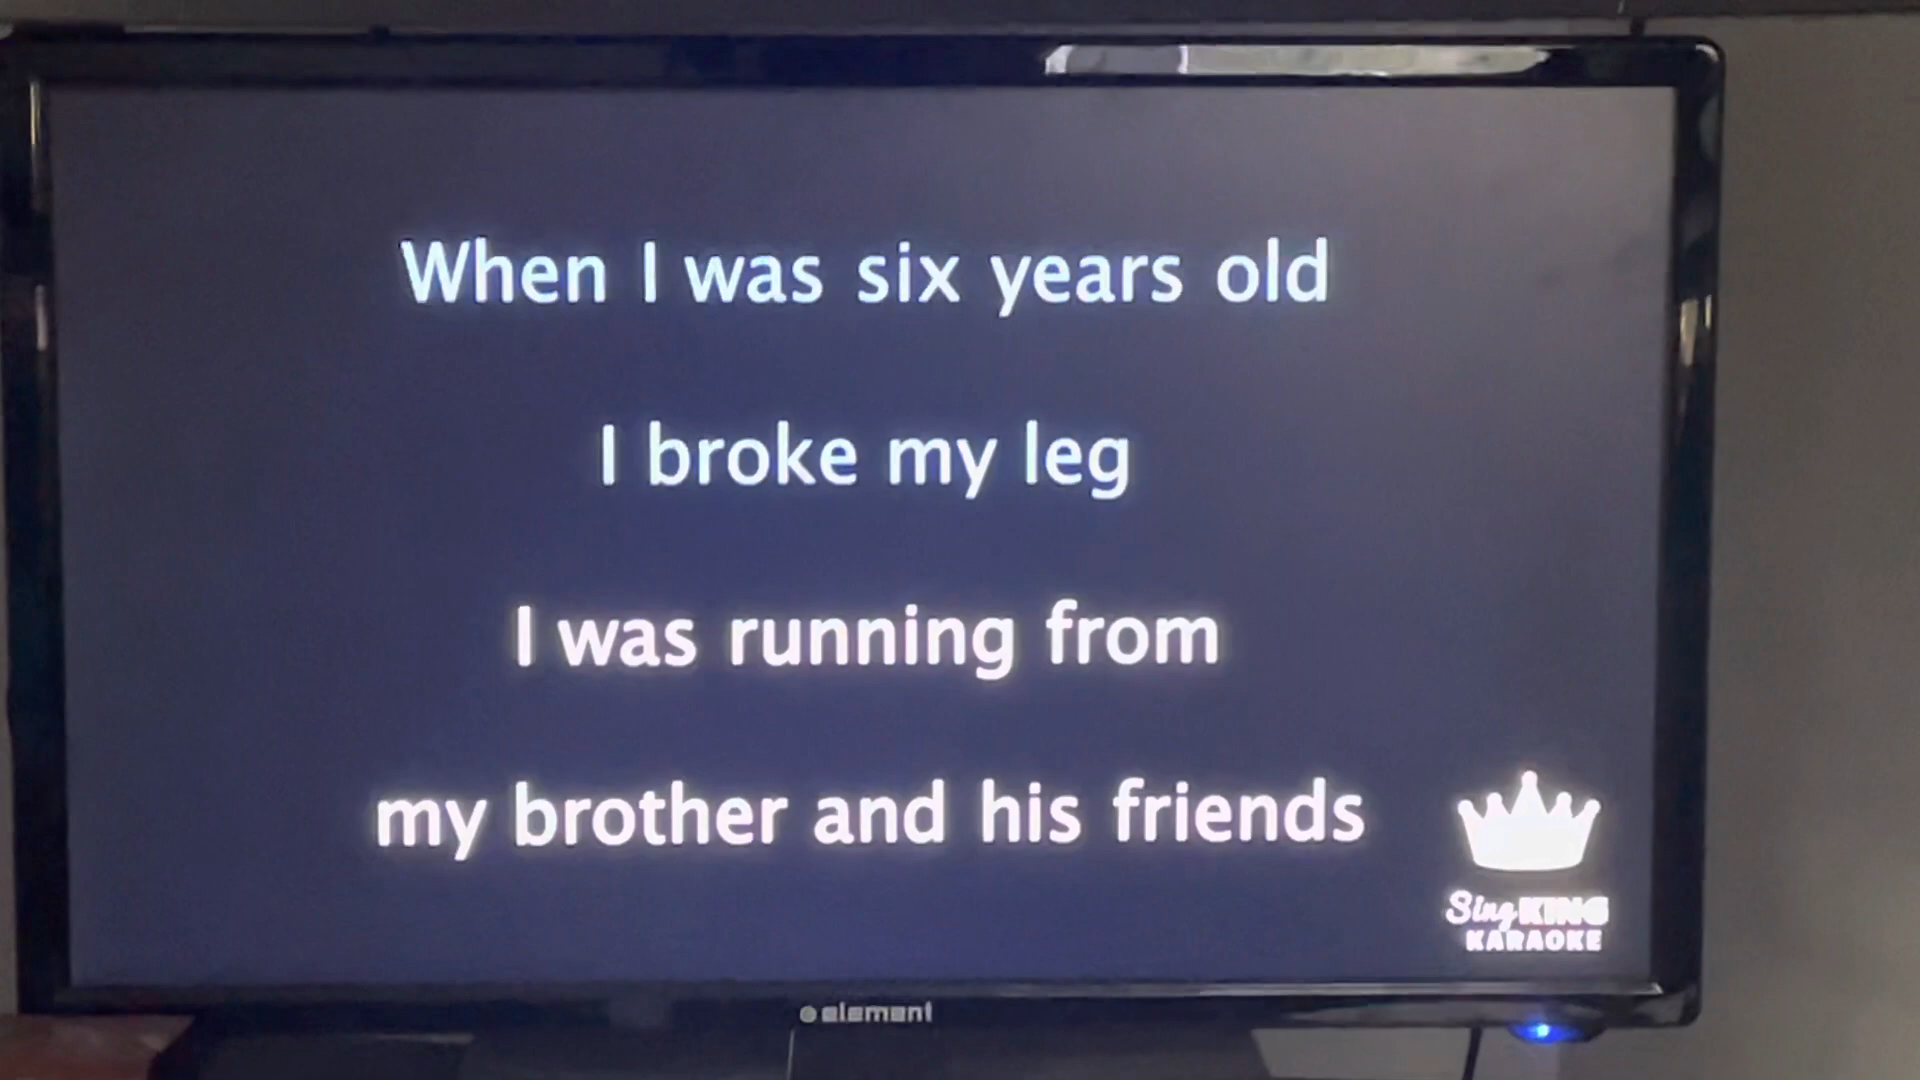 When I was six years old
I broke my leg
I was running from
my brother and his friends
Sing KING
KARAOKE
element